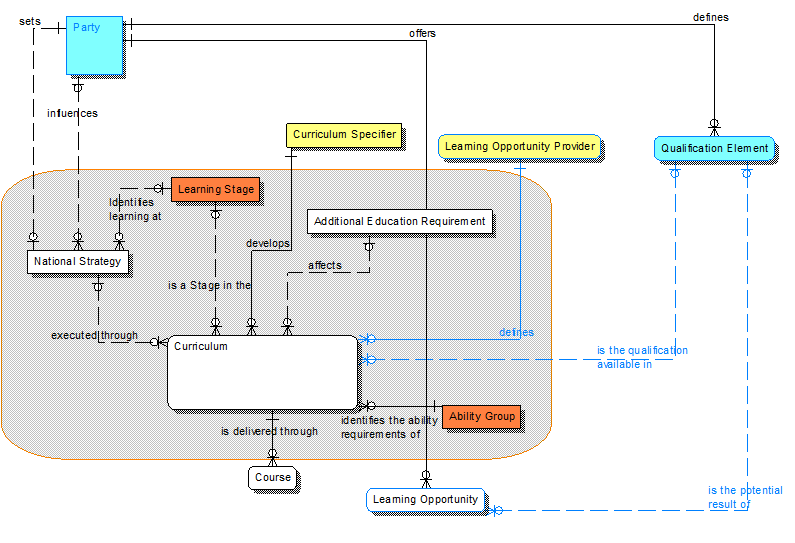 sets
Party
defines
offers
influences
Curriculum Specifier
Learning Opportunity Provider
Qualification Element
Learning Stage
Identifies
learning at
Additional Education Requirement
develops
National Strategy
affects
is a Stage in the
executed through
defines
Curriculum
is the qualification
available in
Ability Group
identifies the ability
requirements of
is delivered through
Course
Learning Opportunity
is the potential
result of